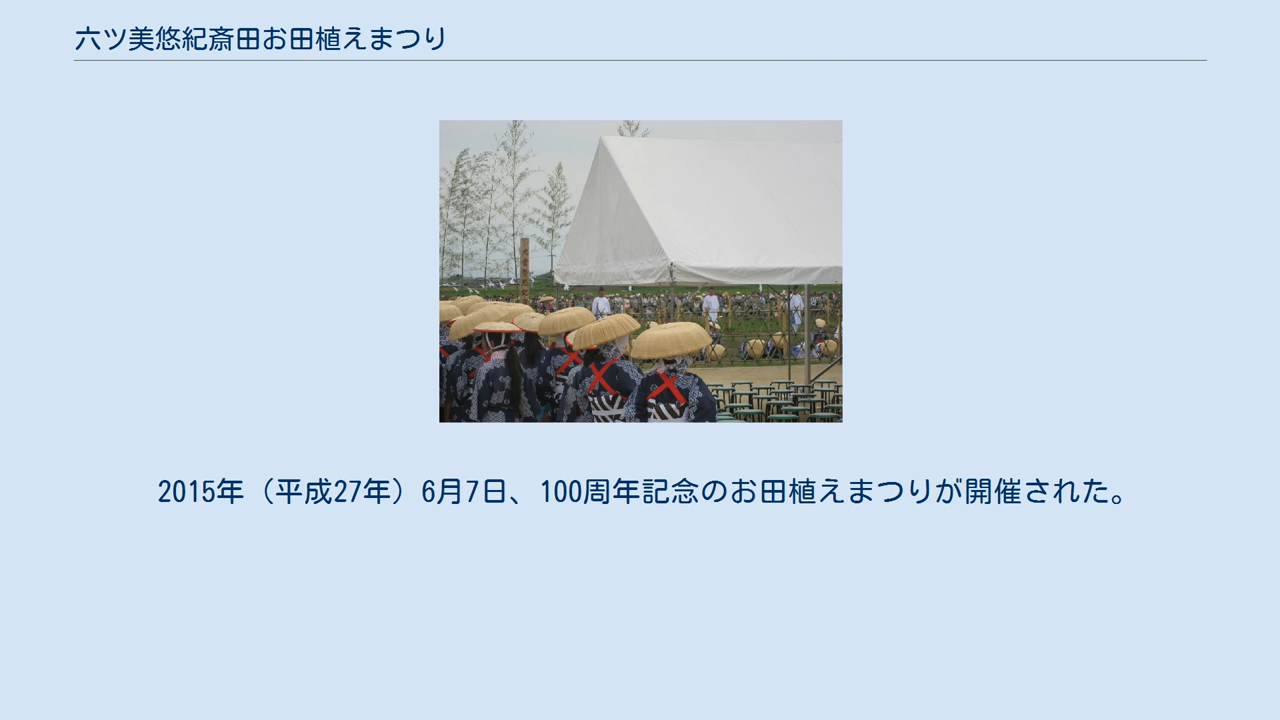 六ツ美悠紀斎田お田植えまつり
2015年（平成27年）6月7日、100周年記念のお田植えまつりが開催された。